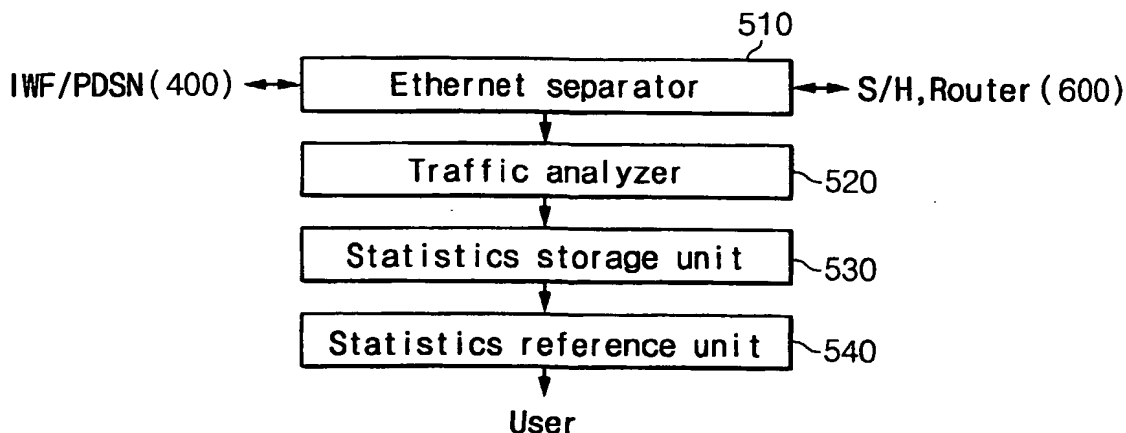 510
IWF/PDSN(400) Ethernet separator S/H,Router(600)
Traffic analyzer 520
Statistics storage unit 530
Statistics reference unit 540
User